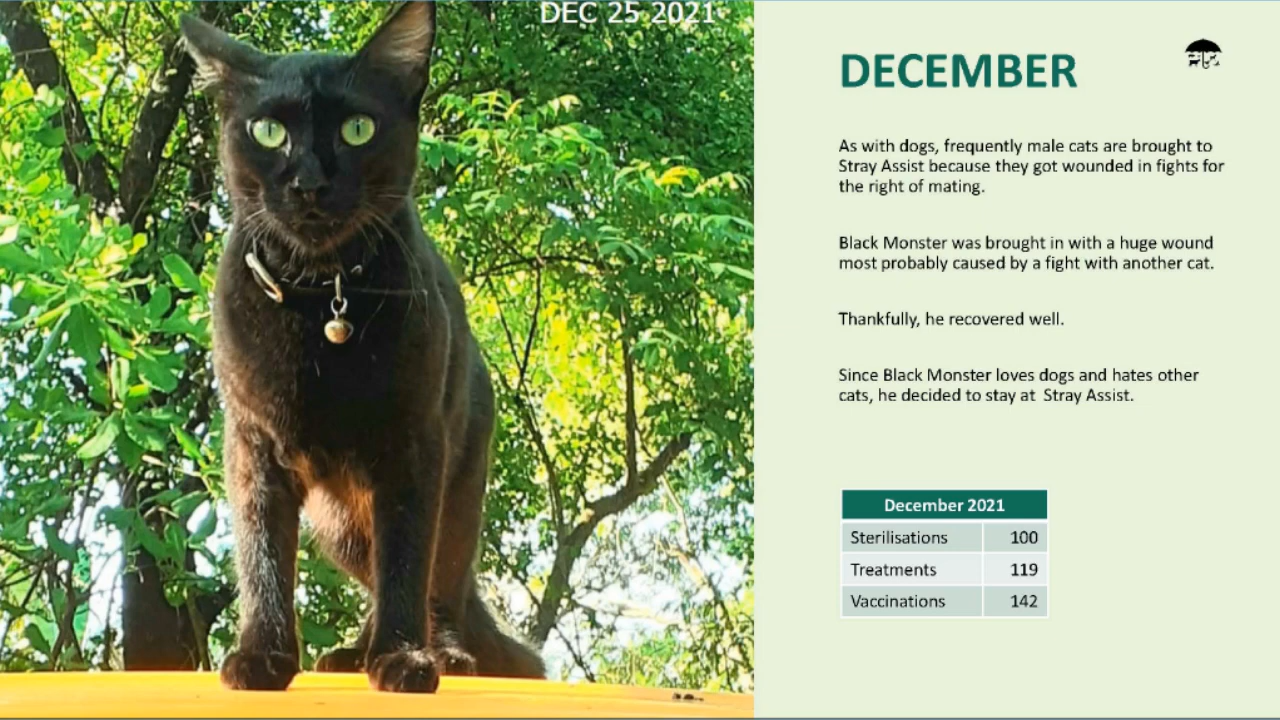 DEC 25 2021
DECEMBER
As with dogs, frequently male cats are brought to
Stray Assist because they got wounded in fights for
the right of mating.
Black Monster was brought in with a huge wound
most probably caused by a fight with another cat.
Thankfully, he recovered well.
Since Black Monster loves dogs and hates other
cats, he decided to stay at Stray Assist.
December 2021
Sterilisations 100
Treatments 119
Vaccinations 142